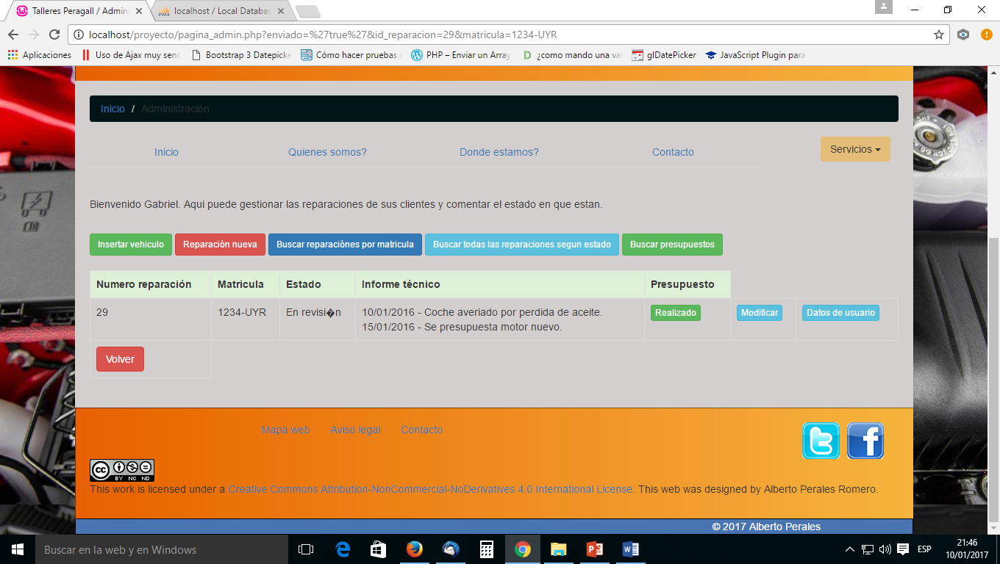 Talleres Peragall / Admin
localhost / Local Databas
localhost/proyecto/pagina_admin.php?enviado=%27true%27&id_reparacion=29&matricula=1234-UYR
Aplicaciones Uso de Ajax muy senc Bootstrap 3 Datepicke Cómo hacer pruebas PHP – Enviar un Array ¿como mando una va glDatePicker JavaScript Plugin para
Inicio / Administración
Inicio Quienes somos? Donde estamos? Contacto Servicios
Bienvenido Gabriel. Aqui puede gestionar las reparaciones de sus clientes y comentar el estado en que estan.
Insertar vehiculo Reparación nueva Buscar reparaciónes por matricula Buscar todas las reparaciones segun estado Buscar presupuestos
Numero reparación Matricula Estado Informe técnico Presupuesto
29 1234-UYR En revisi�n 10/01/2016 - Coche averiado por perdida de aceite. Realizado Modificar Datos de usuario
15/01/2016 - Se presupuesta motor nuevo.
Volver
Mapa web Aviso legal Contacto
cc BY NC ND
This work is licensed under a Creative Commons Attribution-NonCommercial-NoDerivatives 4.0 International License. This web was designed by Alberto Perales Romero.
© 2017 Alberto Perales
Buscar en la web y en Windows
ESP
21:46
10/01/2017